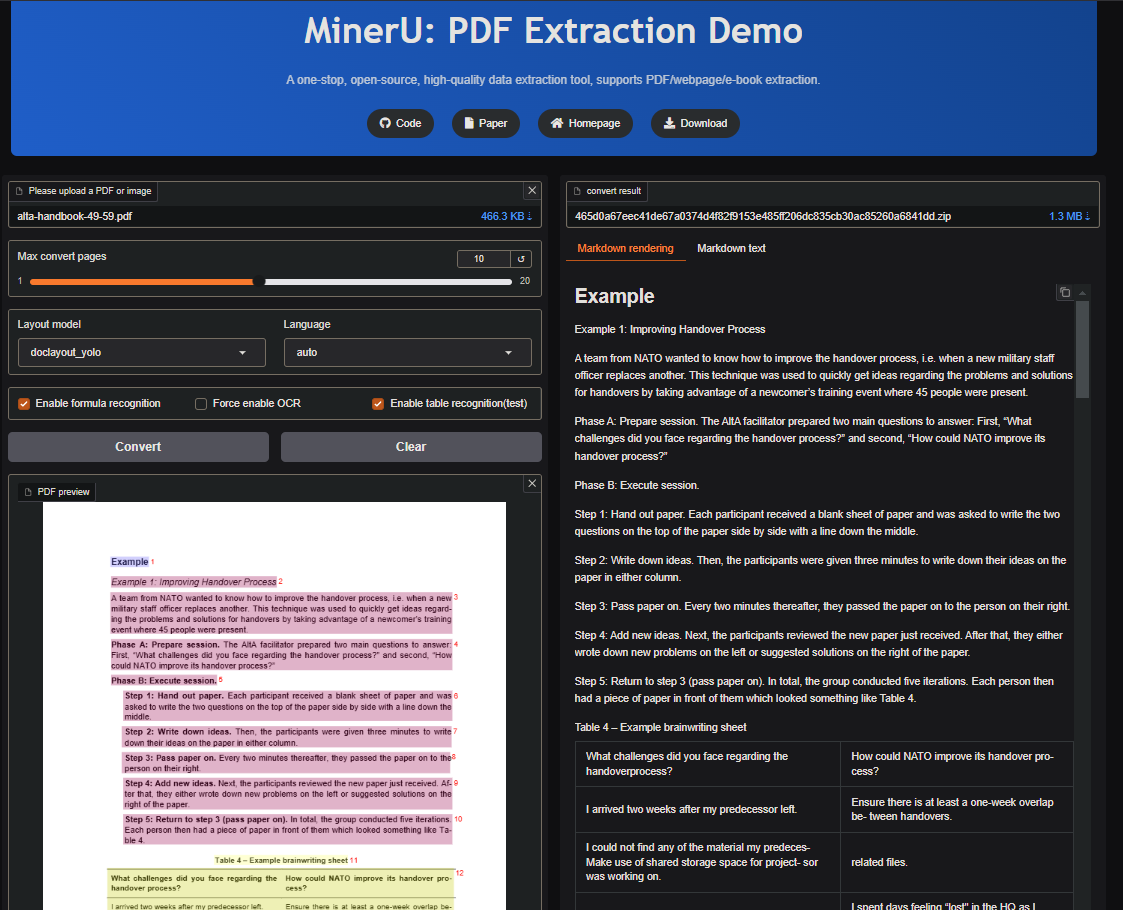 MinerU: PDF Extraction Demo
A one-stop, open-source, high-quality data extraction tool, supports PDF/webpage/e-book extraction.
Code
Paper
Homepage
Download
Please upload a PDF or image
alta-handbook-49-59.pdf
466.3 KB ↓
Max convert pages
10
1
20
Layout model
Language
doclayout_yolo
auto
Enable formula recognition
Force enable OCR
Enable table recognition(test)
Convert
Clear
PDF preview
Example 1
Example 1: Improving Handover Process 2
A team from NATO wanted to know how to improve the handover process, i.e. when a new 3
military staff officer replaces another. This technique was used to quickly get ideas regard-
ing the problems and solutions for handovers by taking advantage of a newcomer's training
event where 45 people were present.
Phase A: Prepare session. The AltA facilitator prepared two main questions to answer: 4
First, "What challenges did you face regarding the handover process?" and second, "How
could NATO improve its handover process?"
Phase B: Execute session. 5
Step 1: Hand out paper. Each participant received a blank sheet of paper and was 6
asked to write the two questions on the top of the paper side by side with a line down the
middle.
Step 2: Write down ideas. Then, the participants were given three minutes to write 7
down their ideas on the paper in either column.
Step 3: Pass paper on. Every two minutes thereafter, they passed the paper on to the 8
person on their right.
Step 4: Add new ideas. Next, the participants reviewed the new paper just received. Af- 9
ter that, they either wrote down new problems on the left or suggested solutions on the
right of the paper.
Step 5: Return to step 3 (pass paper on). In total, the group conducted five iterations. 10
Each person then had a piece of paper in front of them which looked something like Ta-
ble 4.
Table 4 – Example brainwriting sheet 11
What challenges did you face regarding the How could NATO improve its handover pro- 12
handover process? cess?
I arrived two weeks after my predecessor left. Ensure there is at least a one-week overlap be-
convert result
465d0a67eec41de67a0374d4f82f9153e485ff206dc835cb30ac85260a6841dd.zip
1.3 MB ↓
Markdown rendering
Markdown text
Example
Example 1: Improving Handover Process
A team from NATO wanted to know how to improve the handover process, i.e. when a new military staff
officer replaces another. This technique was used to quickly get ideas regarding the problems and solutions
for handovers by taking advantage of a newcomer's training event where 45 people were present.
Phase A: Prepare session. The AltA facilitator prepared two main questions to answer: First, "What
challenges did you face regarding the handover process?" and second, "How could NATO improve its
handover process?"
Phase B: Execute session.
Step 1: Hand out paper. Each participant received a blank sheet of paper and was asked to write the two
questions on the top of the paper side by side with a line down the middle.
Step 2: Write down ideas. Then, the participants were given three minutes to write down their ideas on the
paper in either column.
Step 3: Pass paper on. Every two minutes thereafter, they passed the paper on to the person on their right.
Step 4: Add new ideas. Next, the participants reviewed the new paper just received. After that, they either
wrote down new problems on the left or suggested solutions on the right of the paper.
Step 5: Return to step 3 (pass paper on). In total, the group conducted five iterations. Each person then
had a piece of paper in front of them which looked something like Table 4.
Table 4 – Example brainwriting sheet
What challenges did you face regarding the
handoverprocess?
How could NATO improve its handover pro-
cess?
I arrived two weeks after my predecessor left.
Ensure there is at least a one-week overlap
be- tween handovers.
I could not find any of the material my predeces-
Make use of shared storage space for project- sor
was working on.
related files.
I spent days feeling "lost" in the HQ as I